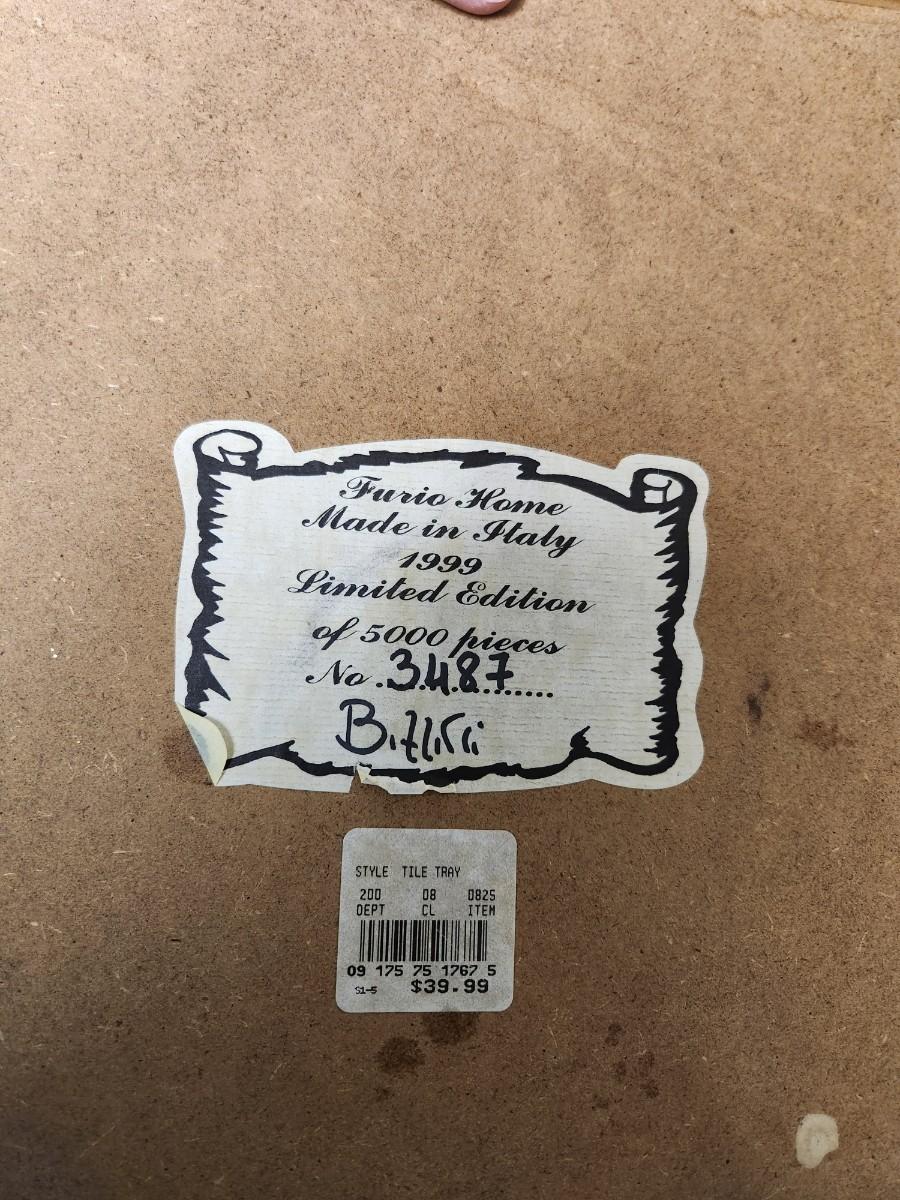 Furio Home
Made in Italy
1999
Limited Edition
of 5000 pieces
No. 3487
STYLE TILE TRAY
200 08 0825
DEPT CL ITEM
09 175 75 1767 5
S1-5 $39.99